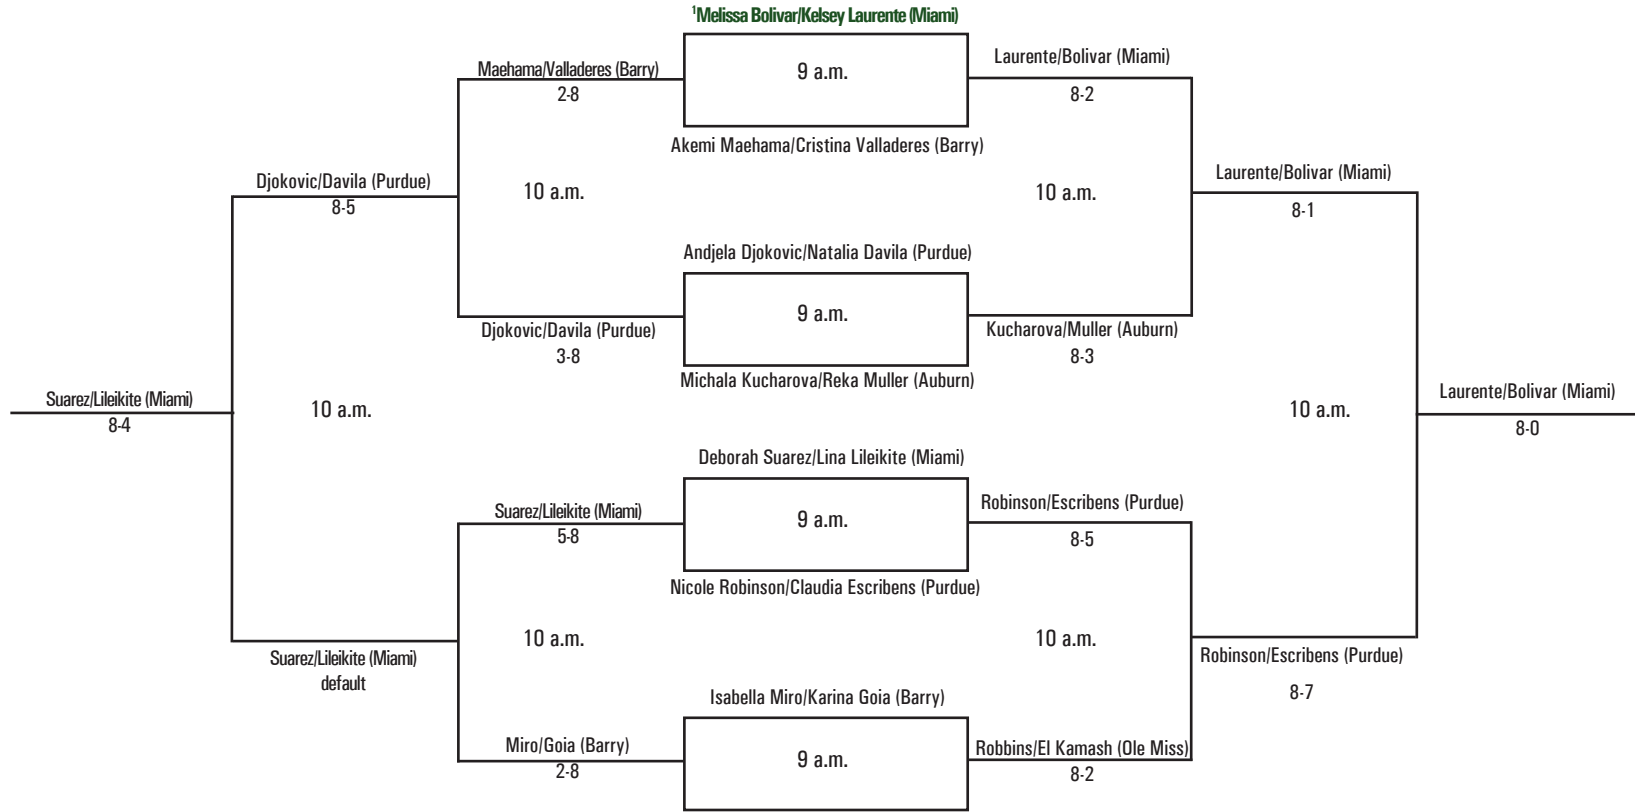 ¹Melissa Bolivar/Kelsey Laurente (Miami)
Maehama/Valladeres (Barry)
2-8
9 a.m.
Laurente/Bolivar (Miami)
8-2
Akemi Maehama/Cristina Valladeres (Barry)
Djokovic/Davila (Purdue)
8-5
10 a.m.
10 a.m.
Laurente/Bolivar (Miami)
8-1
Andjela Djokovic/Natalia Davila (Purdue)
Djokovic/Davila (Purdue)
3-8
9 a.m.
Kucharova/Muller (Auburn)
8-3
Michala Kucharova/Reka Muller (Auburn)
Suarez/Lileikite (Miami)
8-4
10 a.m.
10 a.m.
Laurente/Bolivar (Miami)
8-0
Deborah Suarez/Lina Lileikite (Miami)
Suarez/Lileikite (Miami)
5-8
9 a.m.
Robinson/Escribens (Purdue)
8-5
Nicole Robinson/Claudia Escribens (Purdue)
Suarez/Lileikite (Miami)
default
10 a.m.
10 a.m.
Robinson/Escribens (Purdue)
8-7
Isabella Miro/Karina Goia (Barry)
Miro/Goia (Barry)
2-8
9 a.m.
Robbins/El Kamash (Ole Miss)
8-2